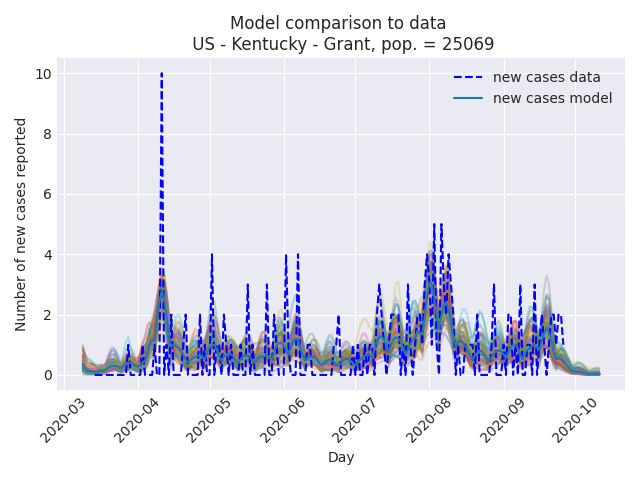 Model comparison to data
US - Kentucky - Grant, pop. = 25069
new cases data
new cases model
Number of new cases reported
10
8
6
4
2
0
2020-03
2020-04
2020-05
2020-06
2020-07
2020-08
2020-09
2020-10
Day